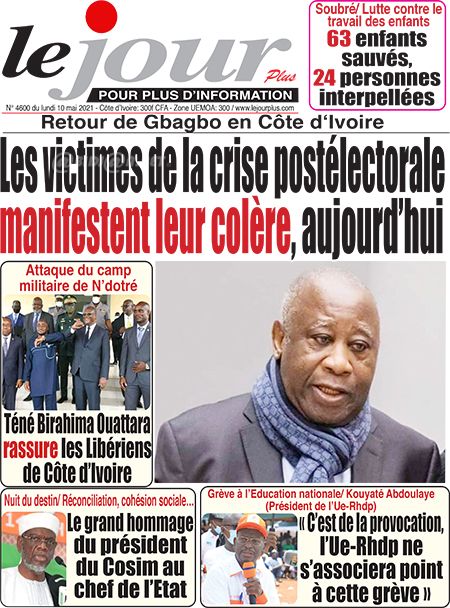 le jour
Plus
POUR PLUS D'INFORMATION
N° 4600 du lundi 10 mai 2021 - Côte d'Ivoire: 300f CFA - Zone UEMOA: 300 / www.lejourplus.com
Soubré/ Lutte contre le
travail des enfants
63 enfants
sauvés,
24 personnes
interpellées
Retour de Gbagbo en Côte d'Ivoire
Les victimes de la crise postélectorale
manifestent leur colère, aujourd'hui
Attaque du camp
militaire de N'dotré
Téné Birahima Ouattara
rassure les Libériens
de Côte d'Ivoire
Nuit du destin/ Réconciliation, cohésion sociale...
Le grand hommage
du président
du Cosim au
chef de l'Etat
Grève à l'Education nationale/ Kouyaté Abdoulaye
(Président de l'Ue-Rhdp)
« C'est de la provocation,
l'Ue-Rhdp ne
s'associera point
à cette grève »